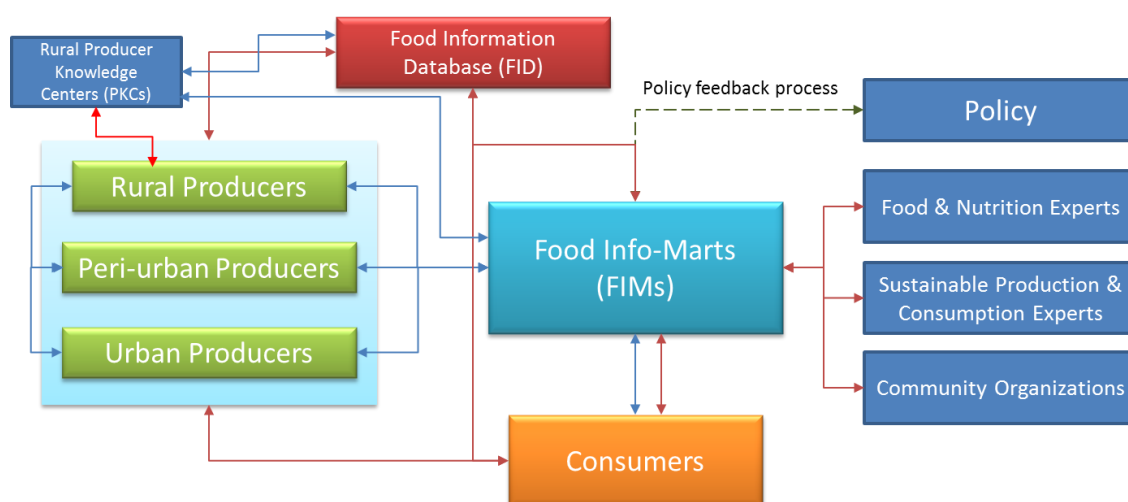 Rural Producer
Knowledge
Centers (PKCs)
Food Information
Database (FID)
Policy feedback process
Policy
Rural Producers
Peri-urban Producers
Urban Producers
Food Info-Marts
(FIMs)
Food & Nutrition Experts
Sustainable Production &
Consumption Experts
Community Organizations
Consumers